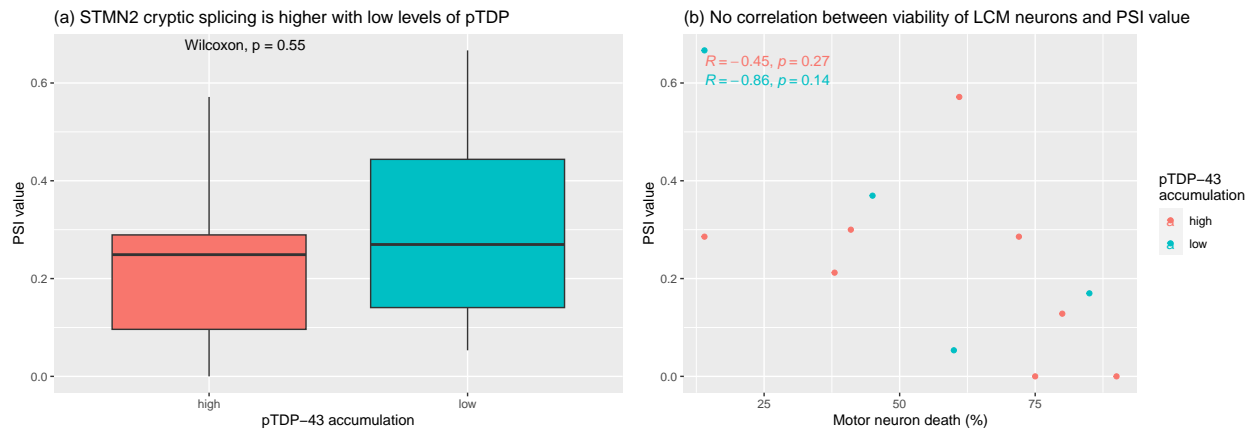 (a) STMN2 cryptic splicing is higher with low levels of pTDP
Wilcoxon, p = 0.55
0.6
0.4
0.2
0.0
PSI value
high
low
pTDP−43 accumulation
(b) No correlation between viability of LCM neurons and PSI value
R = −0.45, p = 0.27
R = −0.86, p = 0.14
0.6
0.4
0.2
0.0
PSI value
25
50
75
Motor neuron death (%)
pTDP−43
accumulation
high
low